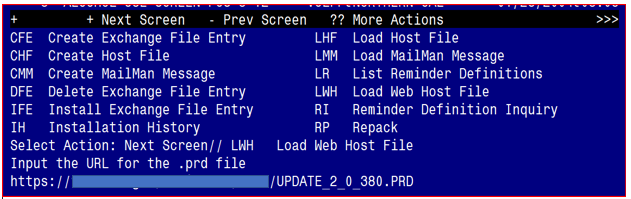 + + Next Screen - Prev Screen ?? More Actions >>>
CFE Create Exchange File Entry LHF Load Host File
CHF Create Host File LMM Load MailMan Message
CMM Create MailMan Message LR List Reminder Definitions
DFE Delete Exchange File Entry LWH Load Web Host File
IFE Install Exchange File Entry RI Reminder Definition Inquiry
IH Installation History RP Repack
Select Action: Next Screen// LWH Load Web Host File
Input the URL for the .prd file
https:// /UPDATE_2_0_380.PRD